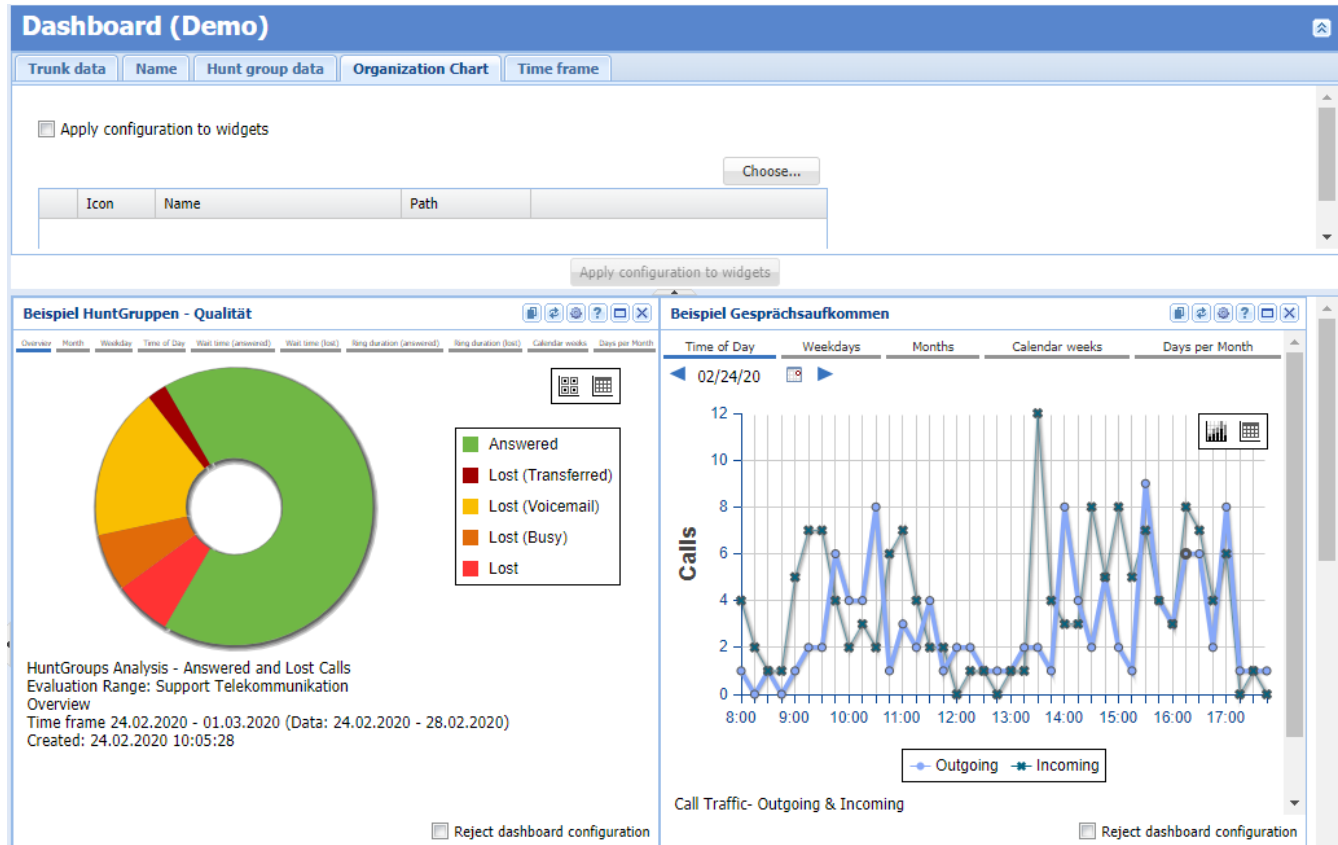 Dashboard (Demo)
Trunk data Name Hunt group data Organization Chart Time frame
Apply configuration to widgets
Choose...
Icon Name Path
Apply configuration to widgets
Beispiel HuntGruppen - Qualität
Overview Month Weekday Time of Day Wait time (answered) Wait time (lost) Ring duration (answered) Ring duration (lost) Calendar weeks Days per Month
Answered
Lost (Transferred)
Lost (Voicemail)
Lost (Busy)
Lost
HuntGroups Analysis - Answered and Lost Calls
Evaluation Range: Support Telekommunikation
Overview
Time frame 24.02.2020 - 01.03.2020 (Data: 24.02.2020 - 28.02.2020)
Created: 24.02.2020 10:05:28
Reject dashboard configuration
Beispiel Gesprächsaufkommen
Time of Day Weekdays Months Calendar weeks Days per Month
02/24/20
12
10
8
6
4
2
0
Calls
8:00 9:00 10:00 11:00 12:00 13:00 14:00 15:00 16:00 17:00
Outgoing Incoming
Call Traffic- Outgoing & Incoming
Reject dashboard configuration